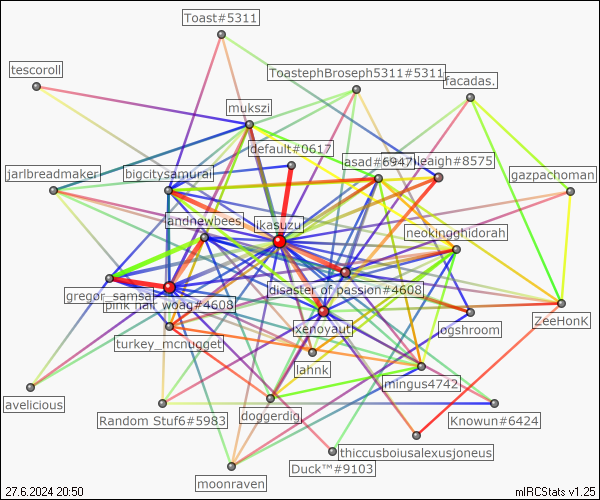 Toast#5311
tescoroll
ToastephBroseph5311#5311
facadas.
mukszi
default#0617
asad#6947
leigh#8575
jarlbreadmaker
bigcitysamurai
gazpachoman
andnewbees
ikasuzu
neokingghidorah
disaster of passion#4608
gregor_samsa
pink hair woag#4608
xenoyaut
ogshroom
ZeeHonK
turkey_mcnugget
lahnk
mingus4742
avelicious
Random Stuf6#5983
doggerdig
Knowun#6424
thiccusboiusalexusjoneus
Duck™#9103
moonraven
27.6.2024 20:50
mIRCStats v1.25